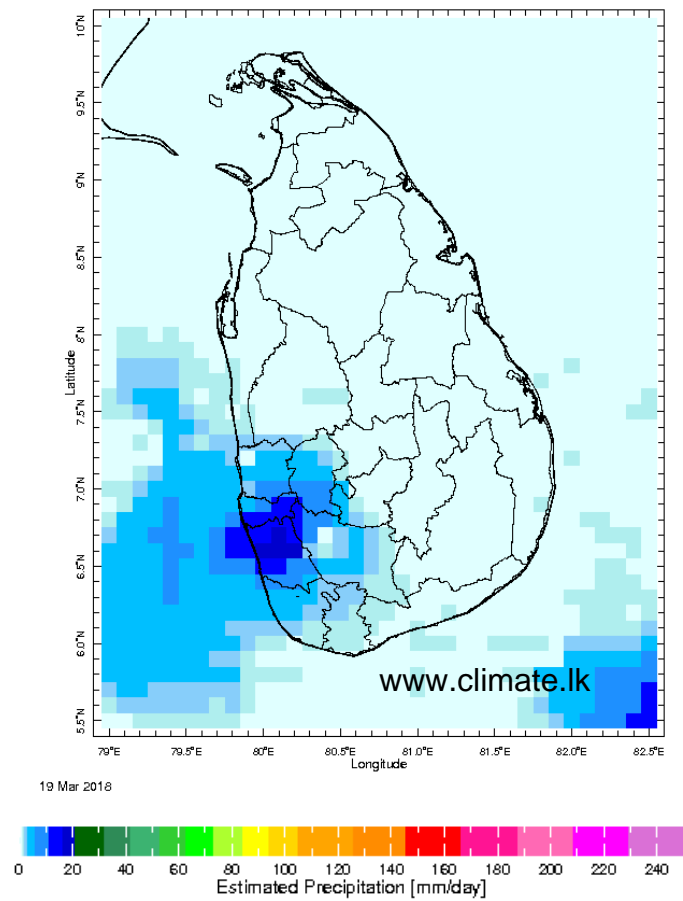 10°N
9.5°N
9°N
8.5°N
8°N
7.5°N
7.0°N
6.5°N
6.0°N
5.5°N
Latitude
www.climate.lk
79°E 79.5°E 80°E 80.5°E 81.0°E 81.5°E 82.0°E 82.5°E
Longitude
19 Mar 2018
0 20 40 60 80 100 120 140 160 180 200 220 240
Estimated Precipitation [mm/day]